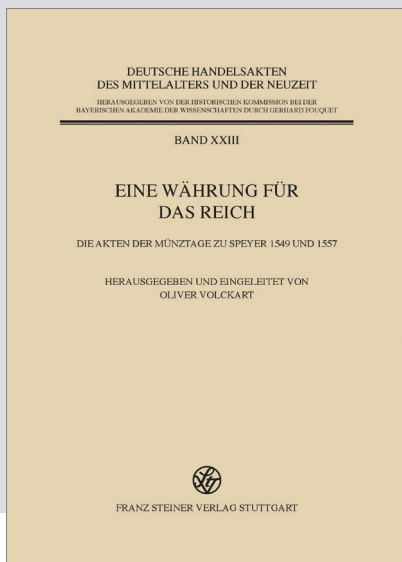 DEUTSCHE HANDELSAKTEN
DES MITTELALTERS UND DER NEUZEIT
HERAUSGEGEBEN VON DER HISTORISCHEN KOMMISSION BEI DER
BAYERISCHEN AKADEMIE DER WISSENSCHAFTEN DURCH GERHARD FOUQUET
BAND XXIII
EINE WÄHRUNG FÜR
DAS REICH
DIE AKTEN DER MÜNZTAGE ZU SPEYER 1549 UND 1557
HERAUSGEGEBEN UND EINGELEITET VON
OLIVER VOLCKART
FRANZ STEINER VERLAG STUTTGART